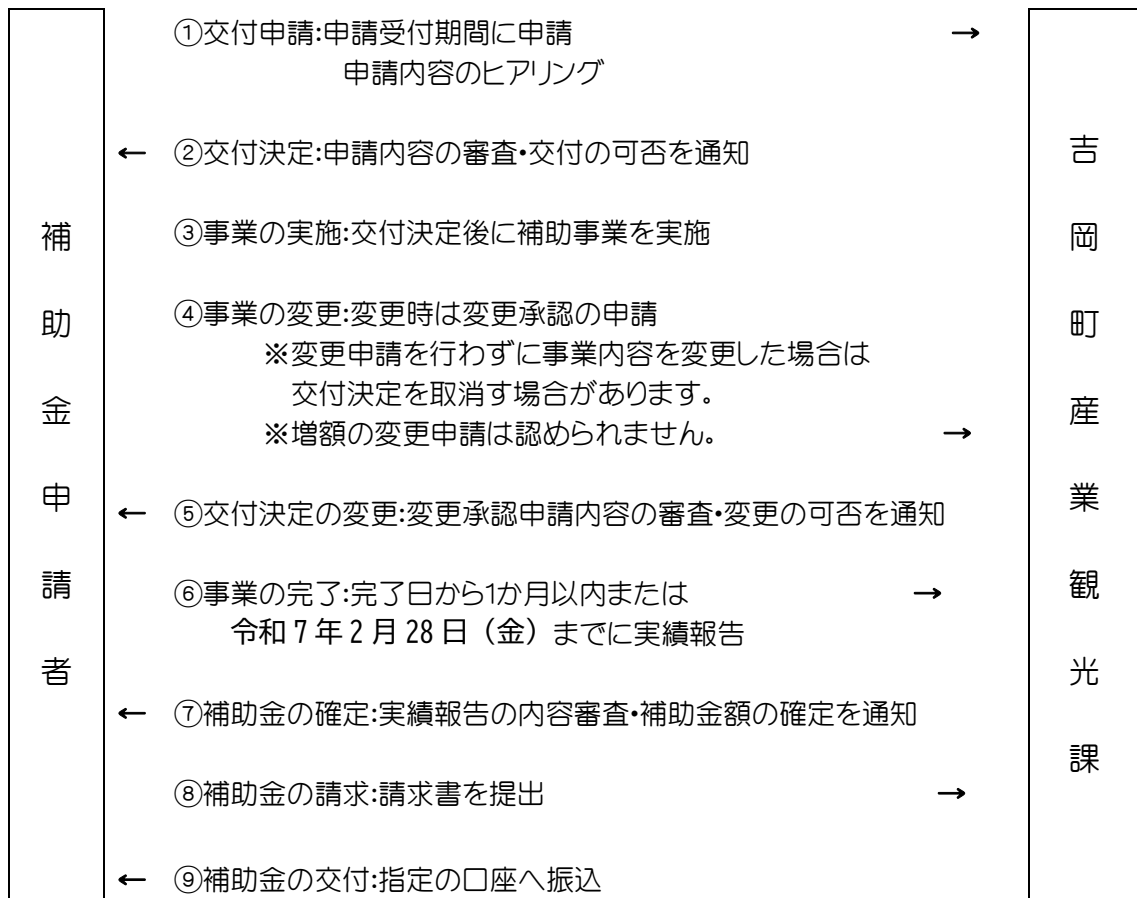 補助金申請者
①交付申請:申請受付期間に申請 →
申請内容のヒアリング
← ②交付決定:申請内容の審査・交付の可否を通知
③事業の実施:交付決定後に補助事業を実施
④事業の変更:変更時は変更承認の申請
※変更申請を行わずに事業内容を変更した場合は
交付決定を取消す場合があります。
※増額の変更申請は認められません。 →
← ⑤交付決定の変更:変更承認申請内容の審査・変更の可否を通知
⑥事業の完了:完了日から1か月以内または →
令和7年2月28日（金）までに実績報告
← ⑦補助金の確定:実績報告の内容審査・補助金額の確定を通知
⑧補助金の請求:請求書を提出 →
← ⑨補助金の交付:指定の口座へ振込
吉岡町産業観光課